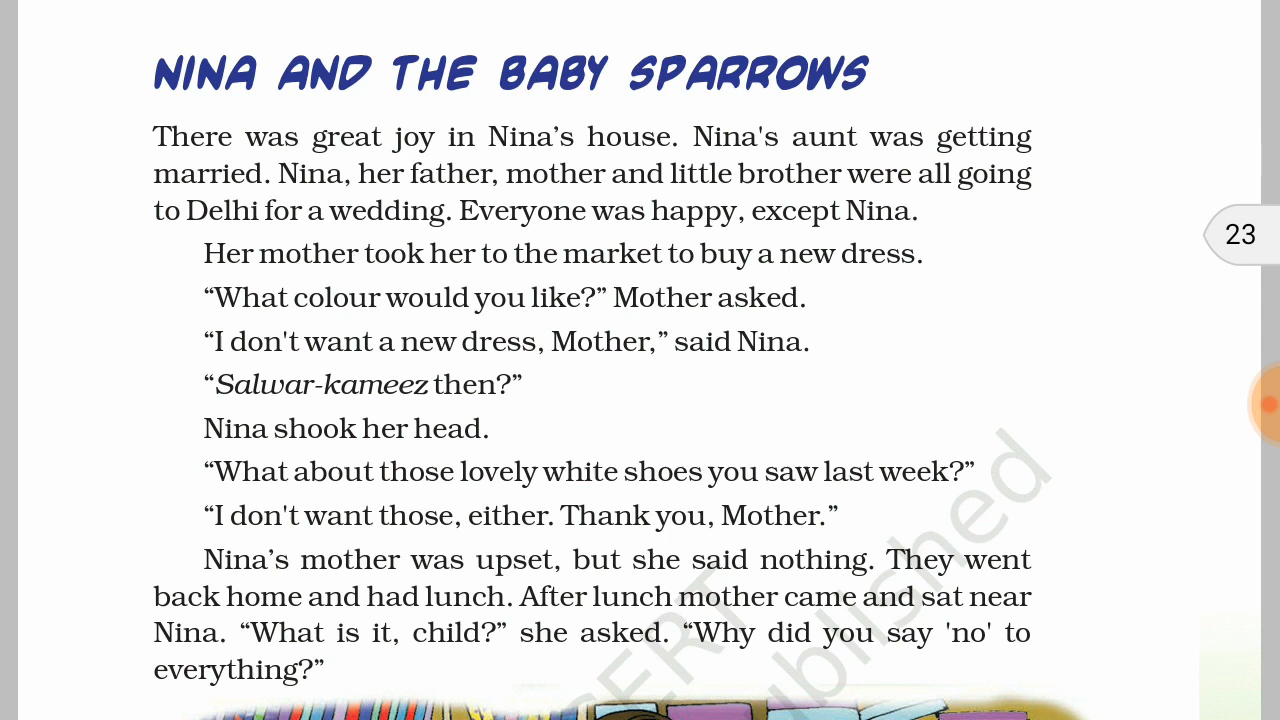 NINA AND THE BABY SPARROWS
There was great joy in Nina’s house. Nina's aunt was getting
married. Nina, her father, mother and little brother were all going
to Delhi for a wedding. Everyone was happy, except Nina.
Her mother took her to the market to buy a new dress.
“What colour would you like?” Mother asked.
“I don't want a new dress, Mother,” said Nina.
“Salwar-kameez then?”
Nina shook her head.
“What about those lovely white shoes you saw last week?”
“I don't want those, either. Thank you, Mother.”
Nina’s mother was upset, but she said nothing. They went
back home and had lunch. After lunch mother came and sat near
Nina. “What is it, child?” she asked. “Why did you say 'no' to
everything?”
23